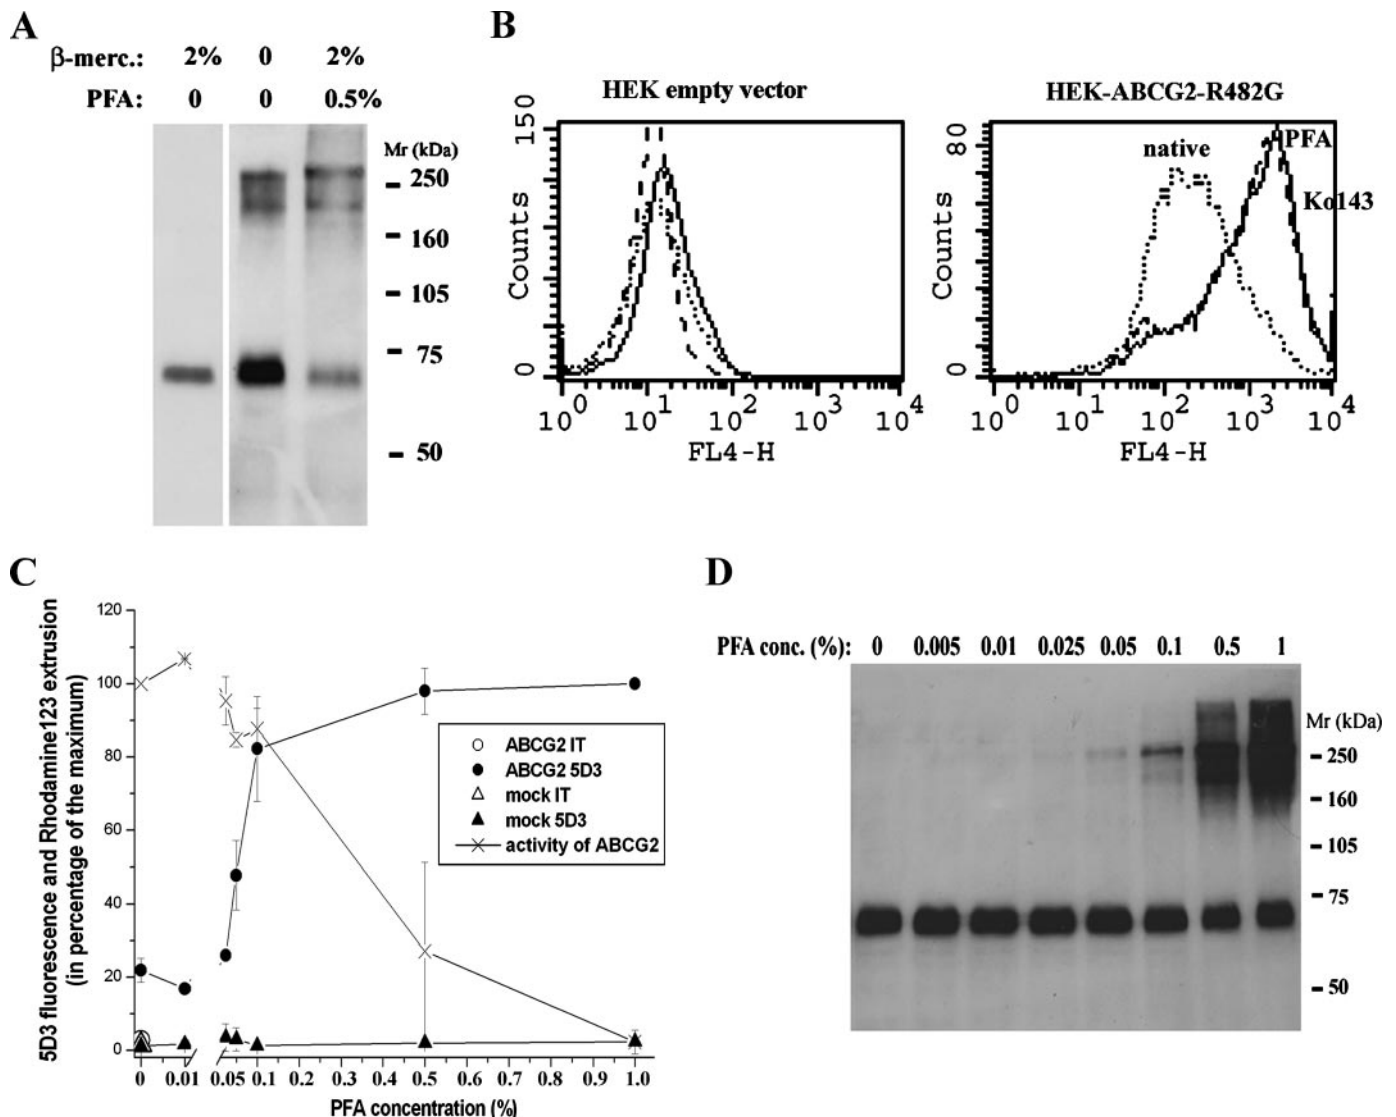 A
β-merc.: 2% 0 2%
PFA: 0 0 0.5%
Mr (kDa)
250
160
105
75
50
B
HEK empty vector
150
0
Counts
10^0 10^1 10^2 10^3 10^4
FL4-H
HEK-ABCG2-R482G
80
0
Counts
native
PFA
Ko143
10^0 10^1 10^2 10^3 10^4
FL4-H
C
5D3 fluorescence and Rhodamine123 extrusion
(in percentage of the maximum)
120
100
80
60
40
20
0
ABCG2 IT
ABCG2 5D3
mock IT
mock 5D3
activity of ABCG2
0 0.01 0.05 0.1 0.2 0.3 0.4 0.5 0.6 0.7 0.8 0.9 1.0
PFA concentration (%)
D
PFA conc. (%): 0 0.005 0.01 0.025 0.05 0.1 0.5 1
Mr (kDa)
250
160
105
75
50